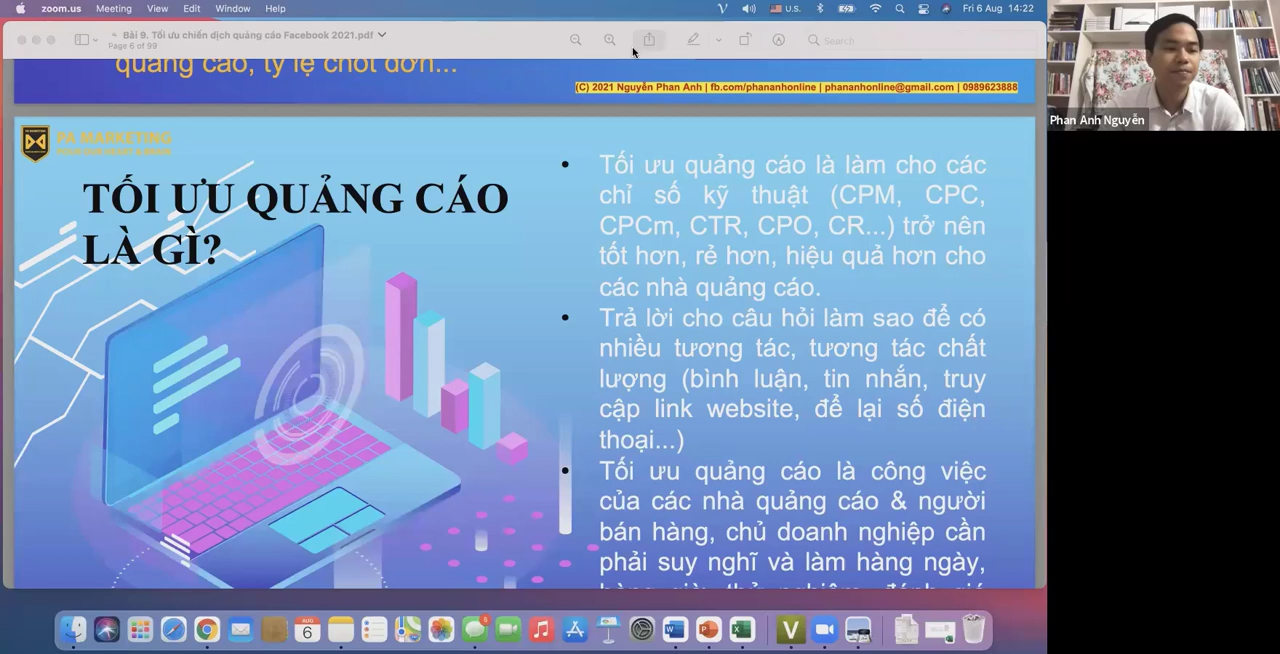 zoom.us Meeting View Edit Window Help
U.S. Fri 6 Aug 14:22
Bài 9. Tối ưu chiến dịch quảng cáo Facebook 2021.pdf
Page 6 of 99
Search
Phan Anh Nguyễn
quảng cáo, tỷ lệ chốt đơn...
(C) 2021 Nguyễn Phan Anh | fb.com/phananhonline | phananhonline@gmail.com | 0989623888
PA MARKETING
TỐI ƯU QUẢNG CÁO
LÀ GÌ?
• Tối ưu quảng cáo là làm cho các
chỉ số kỹ thuật (CPM, CPC,
CPCm, CTR, CPO, CR...) trở nên
tốt hơn, rẻ hơn, hiệu quả hơn cho
các nhà quảng cáo.
• Trả lời cho câu hỏi làm sao để có
nhiều tương tác, tương tác chất
lượng (bình luận, tin nhắn, truy
cập link website, để lại số điện
thoại...)
• Tối ưu quảng cáo là công việc
của các nhà quảng cáo & người
bán hàng, chủ doanh nghiệp cần
phải suy nghĩ và làm hàng ngày,
AUG
6